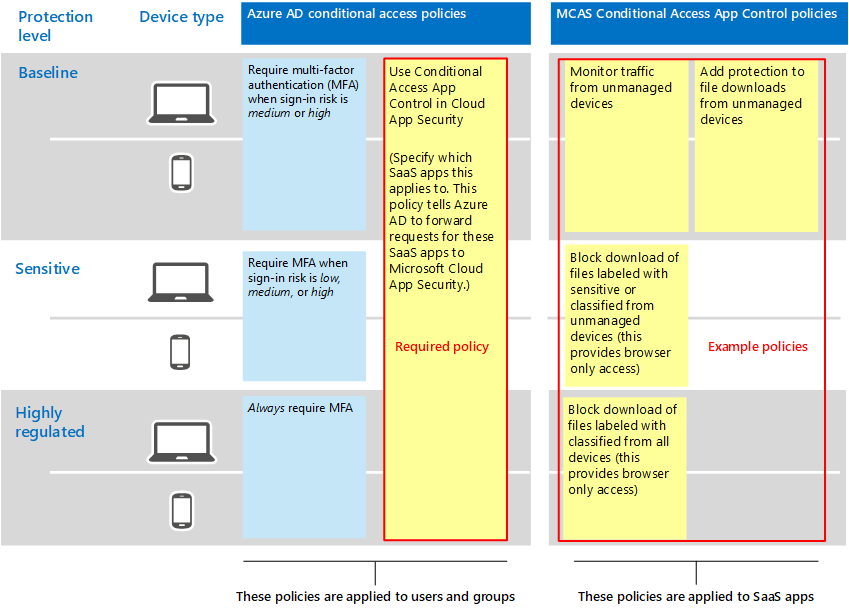 Protection
level
Device type
Azure AD conditional access policies
MCAS Conditional Access App Control policies
Baseline
Require multi-factor
authentication (MFA)
when sign-in risk is
medium or high
Use Conditional
Access App
Control in Cloud
App Security
(Specify which
SaaS apps this
applies to. This
policy tells Azure
AD to forward
requests for these
SaaS apps to
Microsoft Cloud
App Security.)
Required policy
Monitor traffic
from unmanaged
devices
Add protection to
file downloads
from unmanaged
devices
Sensitive
Require MFA when
sign-in risk is low,
medium, or high
Block download of
files labeled with
sensitive or
classified from
unmanaged
devices (this
provides browser
only access)
Example policies
Highly
regulated
Always require MFA
Block download of
files labeled with
classified from all
devices (this
provides browser
only access)
These policies are applied to users and groups
These policies are applied to SaaS apps